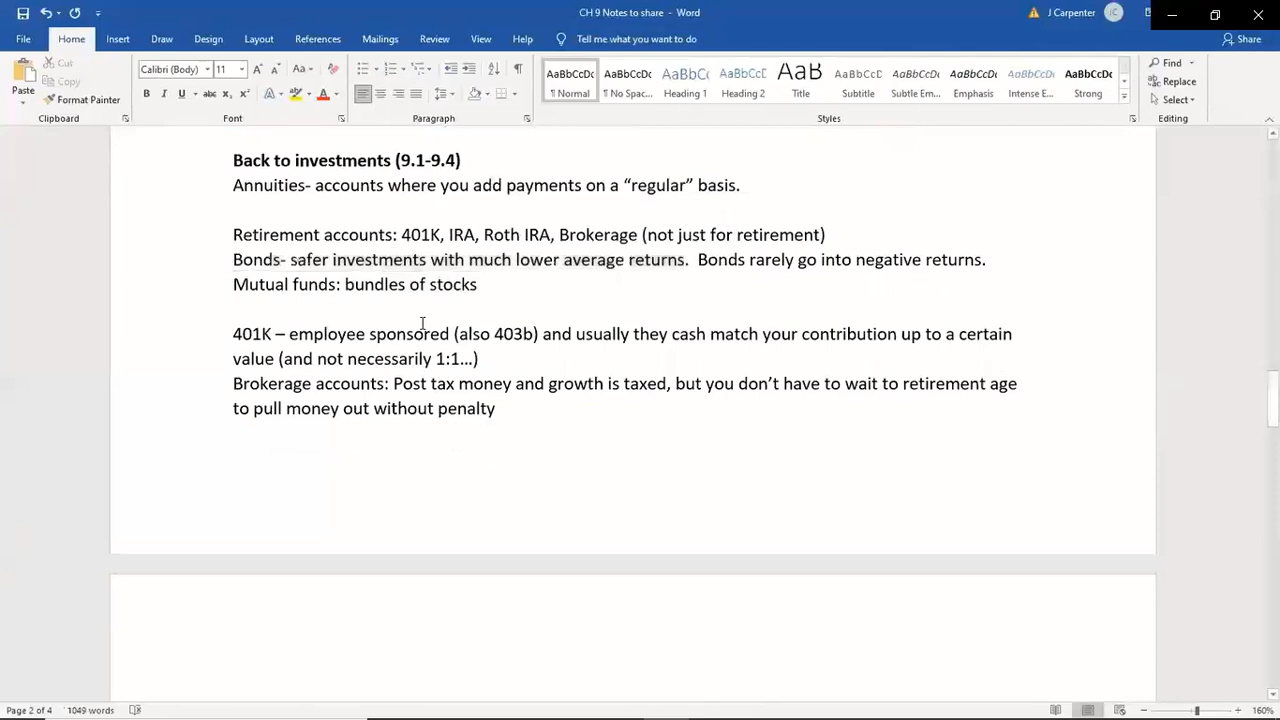 CH 9 Notes to share - Word
J Carpenter JC
File Home Insert Draw Design Layout References Mailings Review View Help Tell me what you want to do Share
Paste
Cut
Copy
Format Painter
Clipboard
Calibri (Body) 11
Font
Paragraph
AaBbCcDc AaBbCcDc AaBbC AaBbCcD AaB AaBbCcD AaBbCcDc AaBbCcDc AaBbCcDc AaBbCcDc
¶ Normal ¶ No Spac... Heading 1 Heading 2 Title Subtitle Subtle Em... Emphasis Intense E... Strong
Styles
Find
Replace
Select
Editing
Back to investments (9.1-9.4)
Annuities- accounts where you add payments on a “regular” basis.
Retirement accounts: 401K, IRA, Roth IRA, Brokerage (not just for retirement)
Bonds- safer investments with much lower average returns.  Bonds rarely go into negative returns.
Mutual funds: bundles of stocks
401K – employee sponsored (also 403b) and usually they cash match your contribution up to a certain
value (and not necessarily 1:1…)
Brokerage accounts: Post tax money and growth is taxed, but you don’t have to wait to retirement age
to pull money out without penalty
Page 2 of 4 1049 words 160%